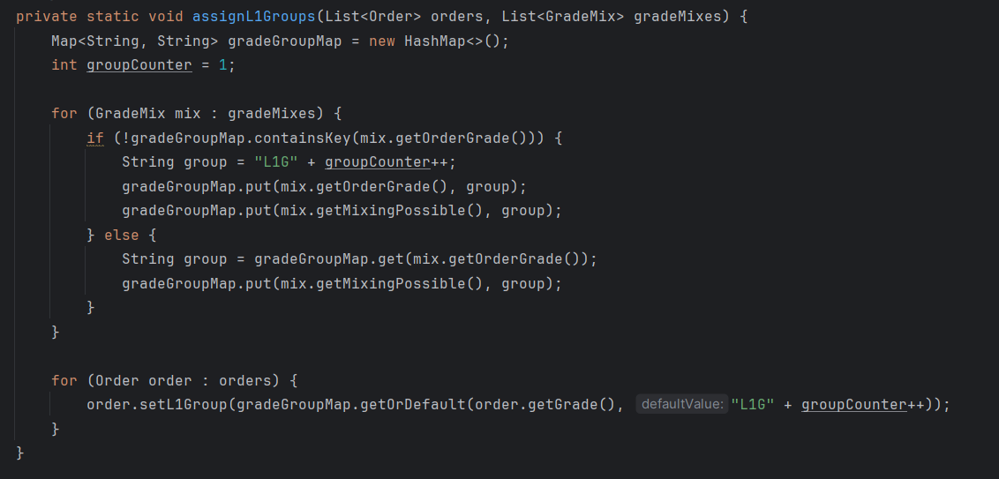 private static void assignL1Groups(List<Order> orders, List<GradeMix> gradeMixes) {
    Map<String, String> gradeGroupMap = new HashMap<>();
    int groupCounter = 1;

    for (GradeMix mix : gradeMixes) {
        if (!gradeGroupMap.containsKey(mix.getOrderGrade())) {
            String group = "L1G" + groupCounter++;
            gradeGroupMap.put(mix.getOrderGrade(), group);
            gradeGroupMap.put(mix.getMixingPossible(), group);
        } else {
            String group = gradeGroupMap.get(mix.getOrderGrade());
            gradeGroupMap.put(mix.getMixingPossible(), group);
        }
    }

    for (Order order : orders) {
        order.setL1Group(gradeGroupMap.getOrDefault(order.getGrade(), defaultValue: "L1G" + groupCounter++));
    }
}